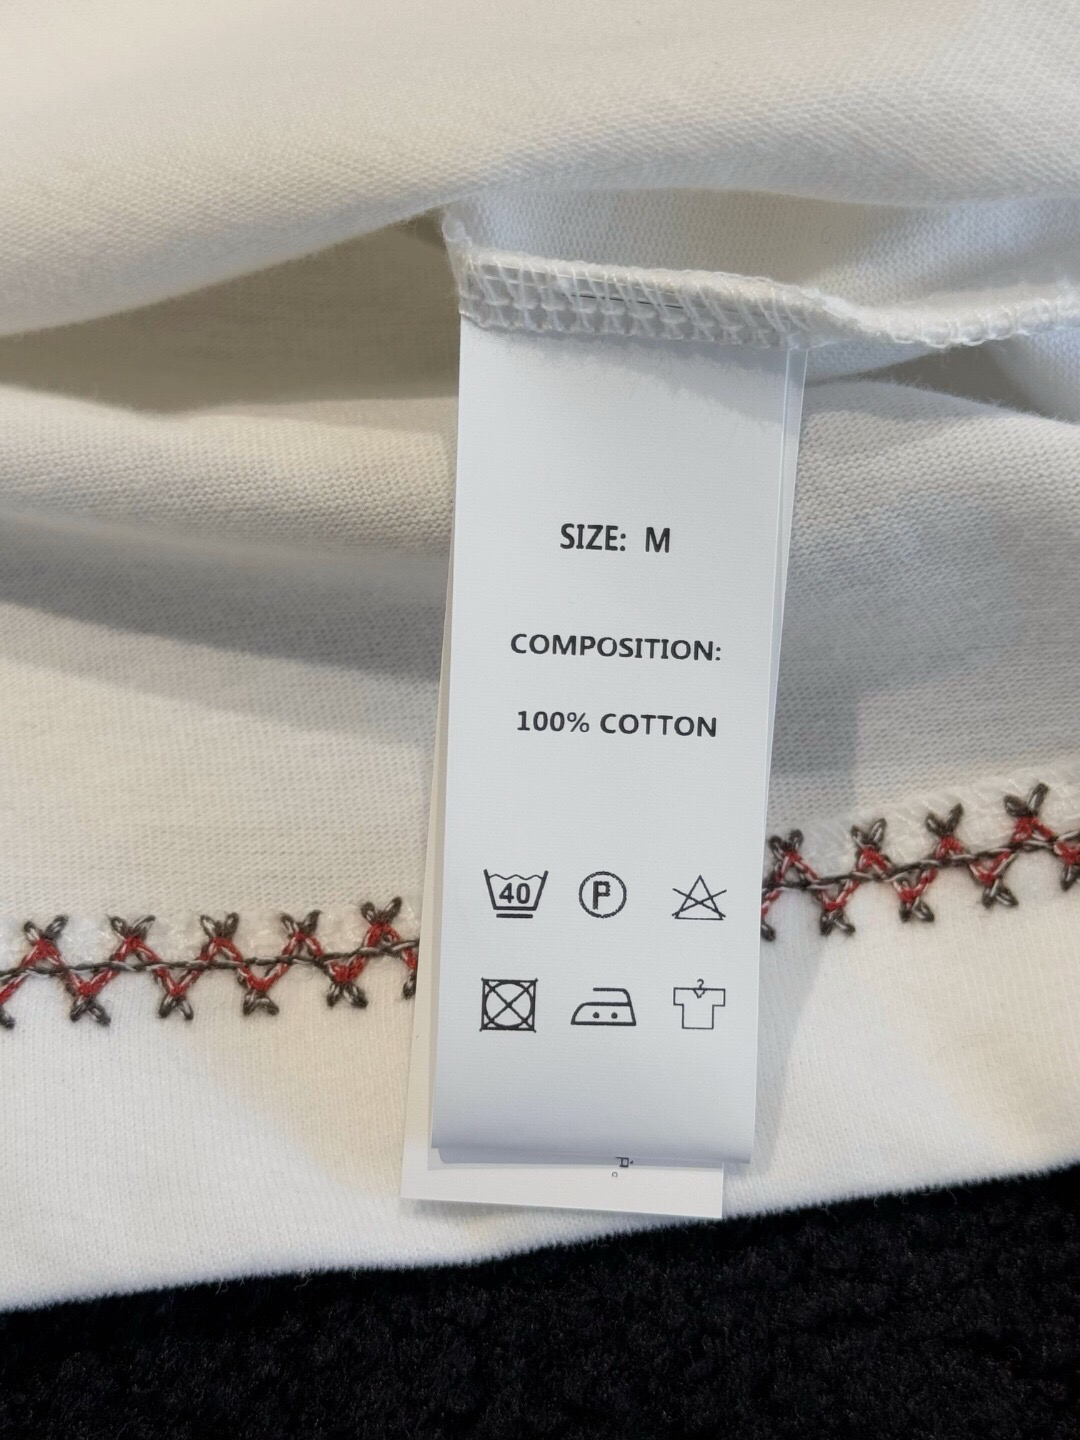 SIZE: M
COMPOSITION:
100% COTTON
40 P